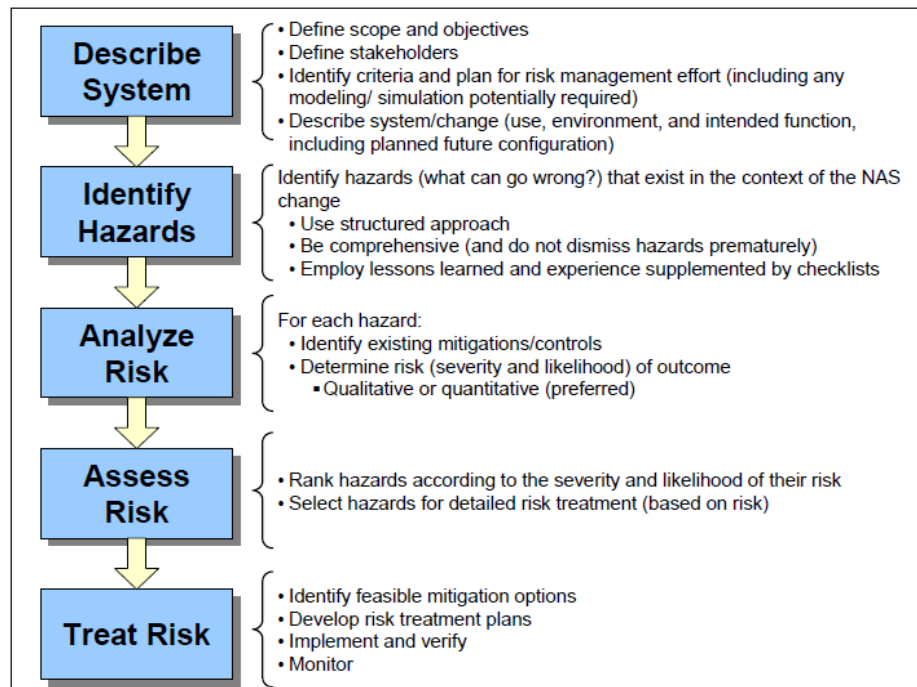 Describe
System
• Define scope and objectives
• Define stakeholders
• Identify criteria and plan for risk management effort (including any
modeling/ simulation potentially required)
• Describe system/change (use, environment, and intended function,
including planned future configuration)
Identify
Hazards
Identify hazards (what can go wrong?) that exist in the context of the NAS
change
• Use structured approach
• Be comprehensive (and do not dismiss hazards prematurely)
• Employ lessons learned and experience supplemented by checklists
Analyze
Risk
For each hazard:
• Identify existing mitigations/controls
• Determine risk (severity and likelihood) of outcome
▪ Qualitative or quantitative (preferred)
Assess
Risk
• Rank hazards according to the severity and likelihood of their risk
• Select hazards for detailed risk treatment (based on risk)
Treat Risk
• Identify feasible mitigation options
• Develop risk treatment plans
• Implement and verify
• Monitor